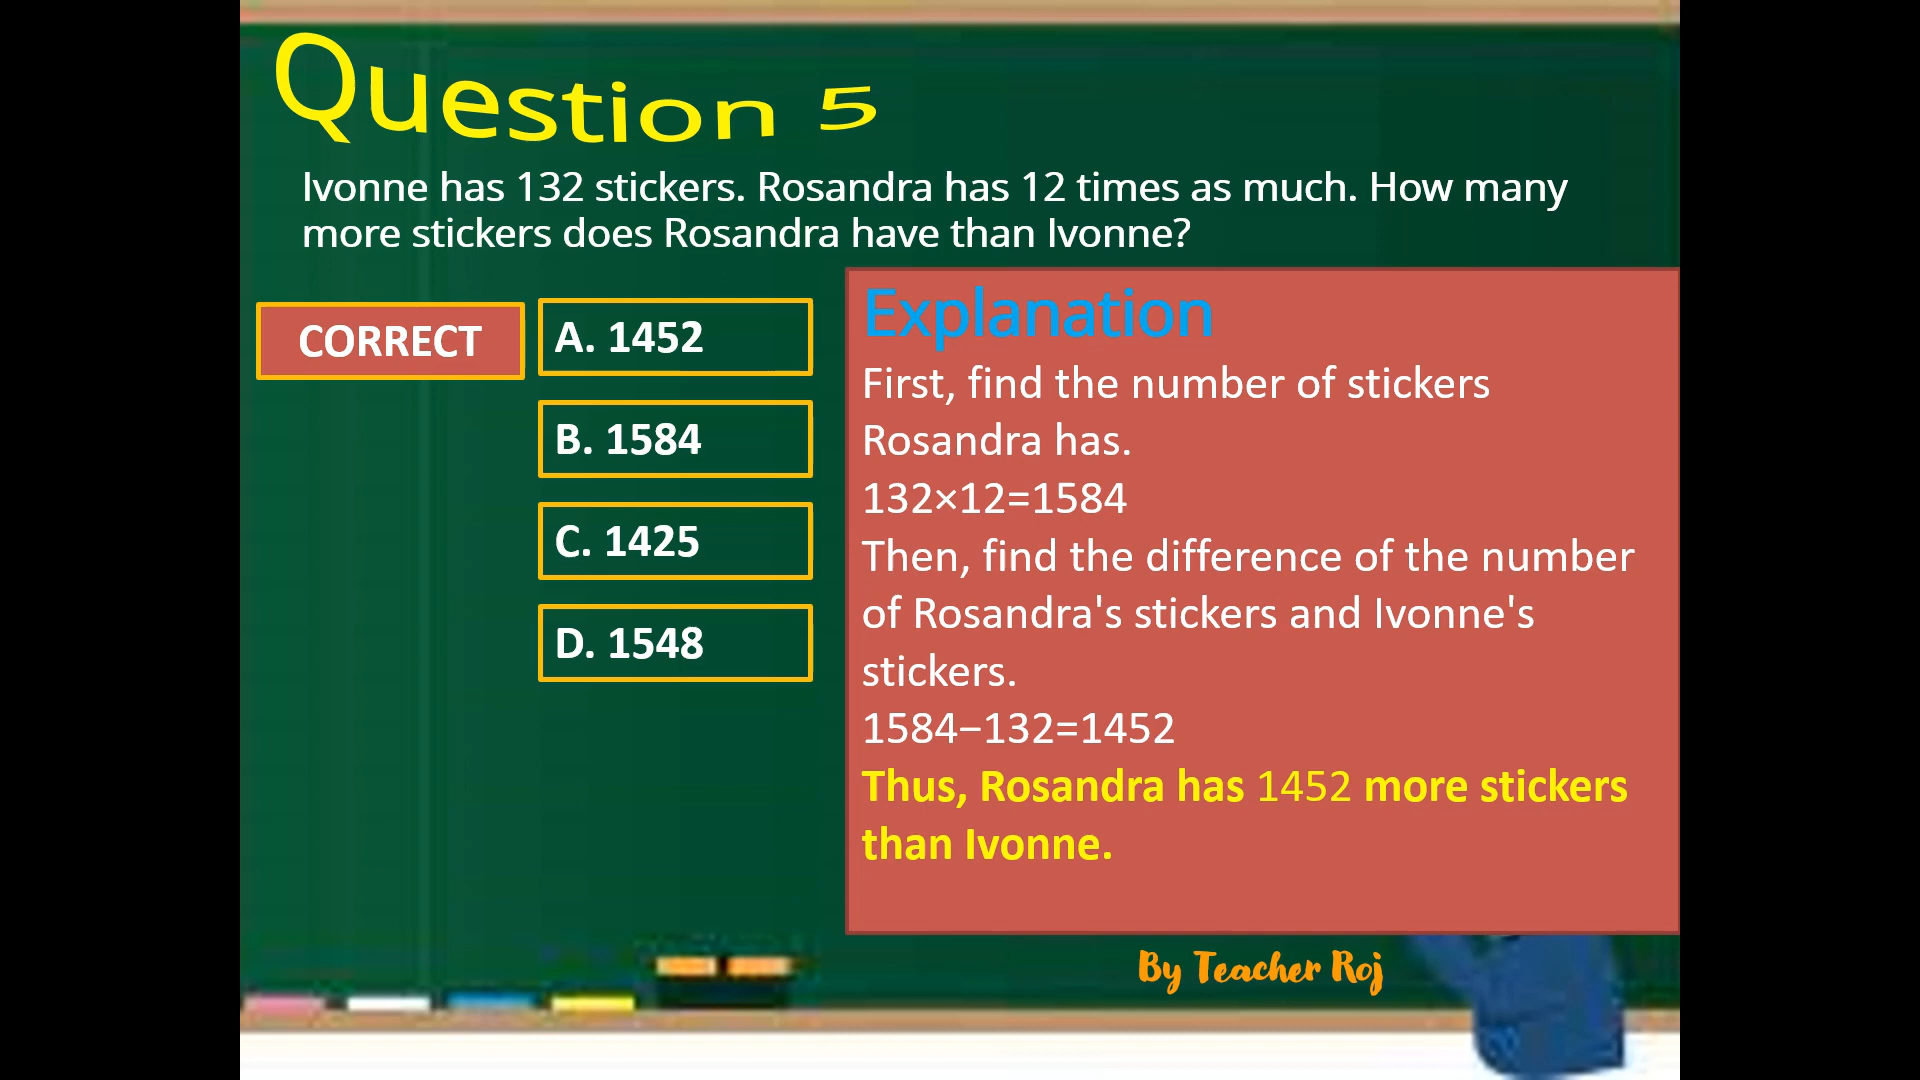 Question 5
Ivonne has 132 stickers. Rosandra has 12 times as much. How many
more stickers does Rosandra have than Ivonne?
CORRECT
A. 1452
B. 1584
C. 1425
D. 1548
Explanation
First, find the number of stickers
Rosandra has.
132×12=1584
Then, find the difference of the number
of Rosandra's stickers and Ivonne's
stickers.
1584−132=1452
Thus, Rosandra has 1452 more stickers
than Ivonne.
By Teacher Roj